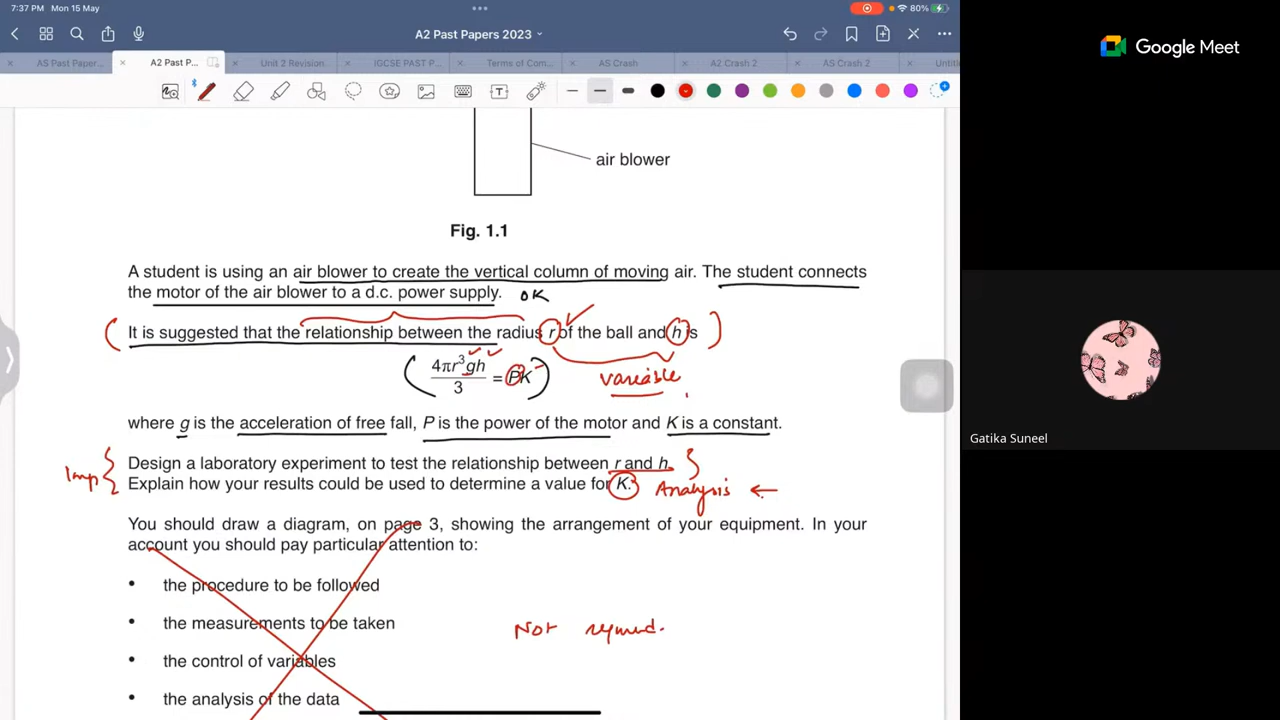 7:37 PM Mon 15 May
80%
A2 Past Papers 2023
AS Past Paper...
A2 Past P...
Unit 2 Revision
IGCSE PAST P...
Terms of Com...
AS Crash
A2 Crash 2
AS Crash 2
Untitl
Google Meet
air blower
Fig. 1.1
A student is using an air blower to create the vertical column of moving air. The student connects
the motor of the air blower to a d.c. power supply. OK
It is suggested that the relationship between the radius r of the ball and h is
4πr³gh / 3 = PK
variable
where g is the acceleration of free fall, P is the power of the motor and K is a constant.
Imp
Design a laboratory experiment to test the relationship between r and h.
Explain how your results could be used to determine a value for K. Analysis ←
You should draw a diagram, on page 3, showing the arrangement of your equipment. In your
account you should pay particular attention to:
• the procedure to be followed
• the measurements to be taken
Not
• the control of variables
• the analysis of the data
Gatika Suneel